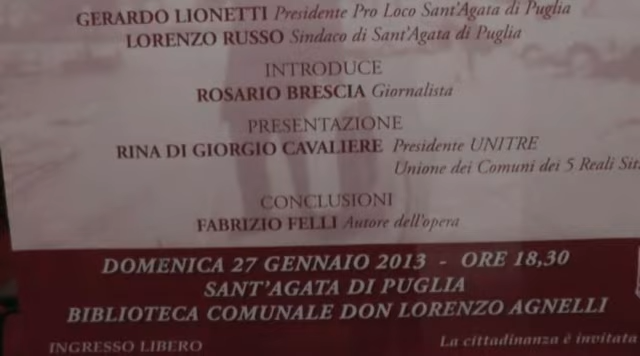 GERARDO LIONETTI Presidente Pro Loco Sant'Agata di Puglia
LORENZO RUSSO Sindaco di Sant'Agata di Puglia
INTRODUCE
ROSARIO BRESCIA Giornalista
PRESENTAZIONE
RINA DI GIORGIO CAVALIERE Presidente UNITRE
Unione dei Comuni dei 5 Reali Sit
CONCLUSIONI
FABRIZIO FELLI Autore dell'opera
DOMENICA 27 GENNAIO 2013 - ORE 18,30
SANT'AGATA DI PUGLIA
BIBLIOTECA COMUNALE DON LORENZO AGNELLI
INGRESSO LIBERO La cittadinanza è invitata